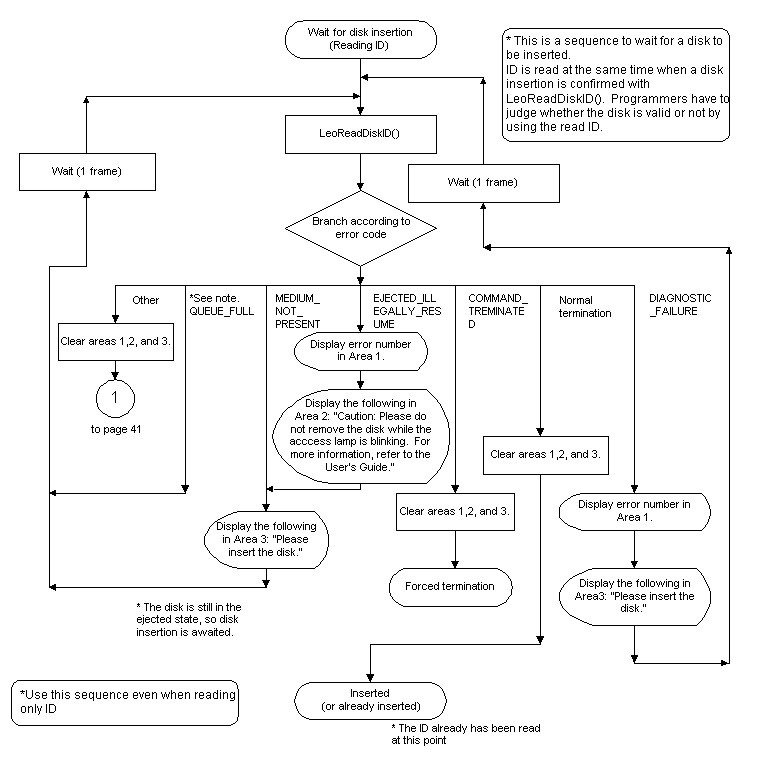 Wait for disk insertion
(Reading ID)
* This is a sequence to wait for a disk to
be inserted.
ID is read at the same time when a disk
insertion is confirmed with
LeoReadDiskID().  Programmers have to
judge whether the disk is valid or not by
using the read ID.
LeoReadDiskID()
Wait (1 frame)
Wait (1 frame)
Branch according to
error code
Other
*See note.
QUEUE_FULL
MEDIUM_
NOT_
PRESENT
EJECTED_ILL
EGALLY_RES
UME
COMMAND_
TREMINATE
D
Normal
termination
DIAGNOSTIC
_FAILURE
Clear areas 1,2, and 3.
1
to page 41
Display error number
in Area 1.
Display the following in
Area 2: "Caution: Please do
not remove the disk while the
acccess lamp is blinking.  For
more information, refer to the
User's Guide."
Clear areas 1,2, and 3.
Clear areas 1,2, and 3.
Display error number in
Area 1.
Display the following
in Area 3: "Please
insert the disk."
Forced termination
Display the following in
Area3: "Please insert the
disk."
* The disk is still in the
ejected state, so disk
insertion is awaited.
*Use this sequence even when reading
only ID
Inserted
(or already inserted)
* The ID already has been read
at this point